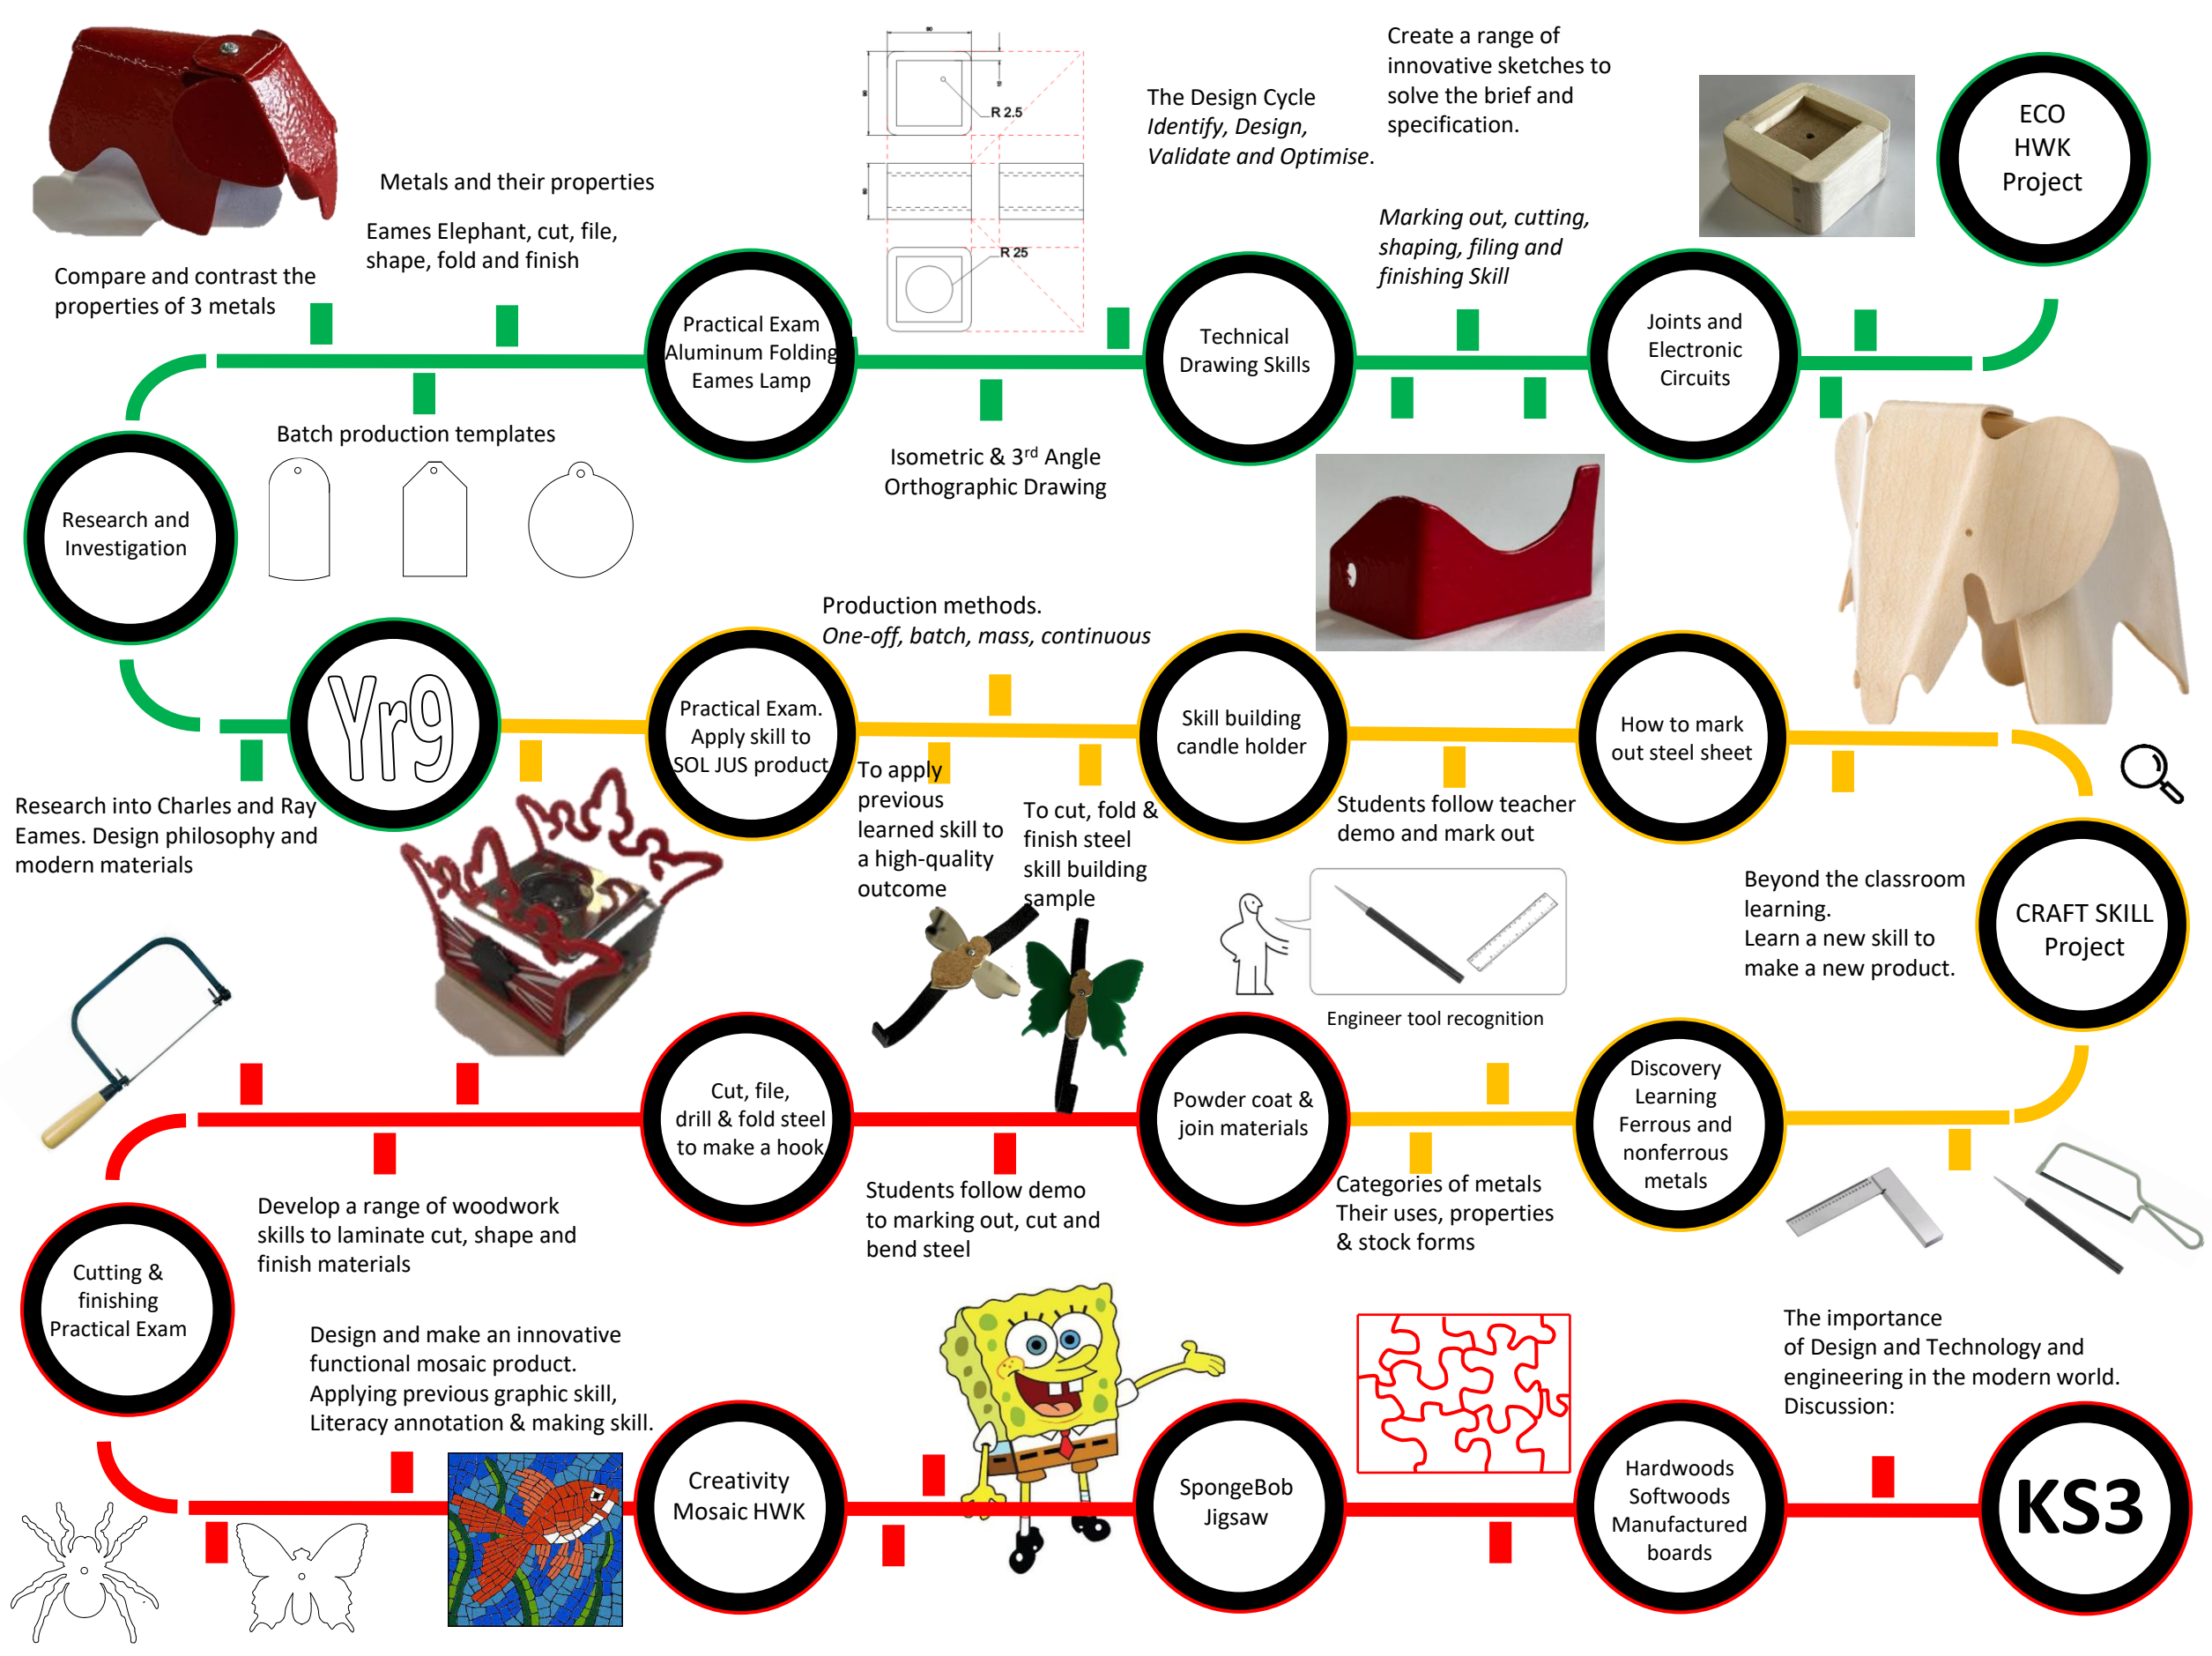 Create a range of
innovative sketches to
solve the brief and
specification.
The Design Cycle
Identify, Design,
Validate and Optimise.
R 2.5
R 25
ECO
HWK
Project
Metals and their properties
Eames Elephant, cut, file,
shape, fold and finish
Compare and contrast the
properties of 3 metals
Marking out, cutting,
shaping, filing and
finishing Skill
Practical Exam
Aluminum Folding
Eames Lamp
Technical
Drawing Skills
Joints and
Electronic
Circuits
Batch production templates
Isometric & 3rd Angle
Orthographic Drawing
Research and
Investigation
Production methods.
One-off, batch, mass, continuous
Yr9
Practical Exam.
Apply skill to
SOL JUS product
Skill building
candle holder
How to mark
out steel sheet
Research into Charles and Ray
Eames. Design philosophy and
modern materials
To apply
previous
learned skill to
a high-quality
outcome
To cut, fold &
finish steel
skill building
sample
Students follow teacher
demo and mark out
Beyond the classroom
learning.
Learn a new skill to
make a new product.
CRAFT SKILL
Project
Engineer tool recognition
Cut, file,
drill & fold steel
to make a hook
Powder coat &
join materials
Discovery
Learning
Ferrous and
nonferrous
metals
Develop a range of woodwork
skills to laminate cut, shape and
finish materials
Students follow demo
to marking out, cut and
bend steel
Categories of metals
Their uses, properties
& stock forms
Cutting &
finishing
Practical Exam
Design and make an innovative
functional mosaic product.
Applying previous graphic skill,
Literacy annotation & making skill.
The importance
of Design and Technology and
engineering in the modern world.
Discussion:
Creativity
Mosaic HWK
SpongeBob
Jigsaw
Hardwoods
Softwoods
Manufactured
boards
KS3